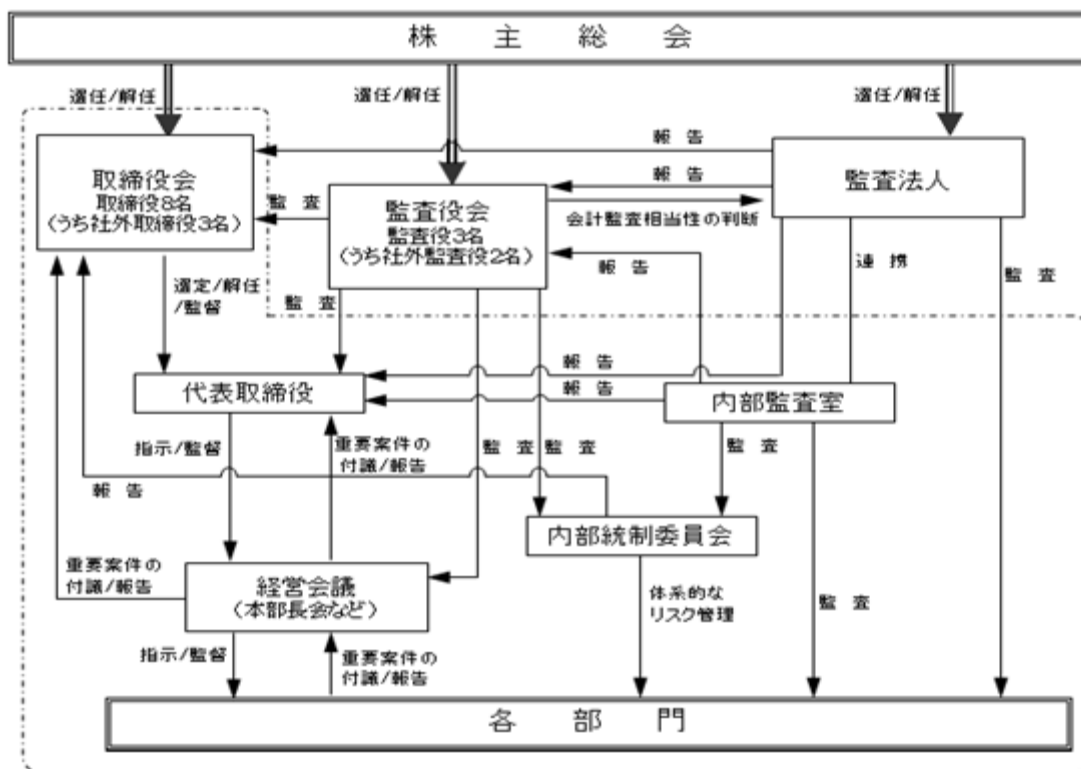 株主総会
選任/解任
選任/解任
選任/解任
取締役会
取締役8名
(うち社外取締役3名)
監査
監査役会
監査役3名
(うち社外監査役2名)
報告
報告
会計監査相当性の判断
監査法人
報告
連携
監査
選定/解任
/監督
監査
代表取締役
報告
報告
内部監査室
指示/監督
重要案件の
付議/報告
監査
監査
監査
報告
内部統制委員会
重要案件の
付議/報告
経営会議
(本部長会など)
体系的な
リスク管理
監査
指示/監督
重要案件の
付議/報告
各部門